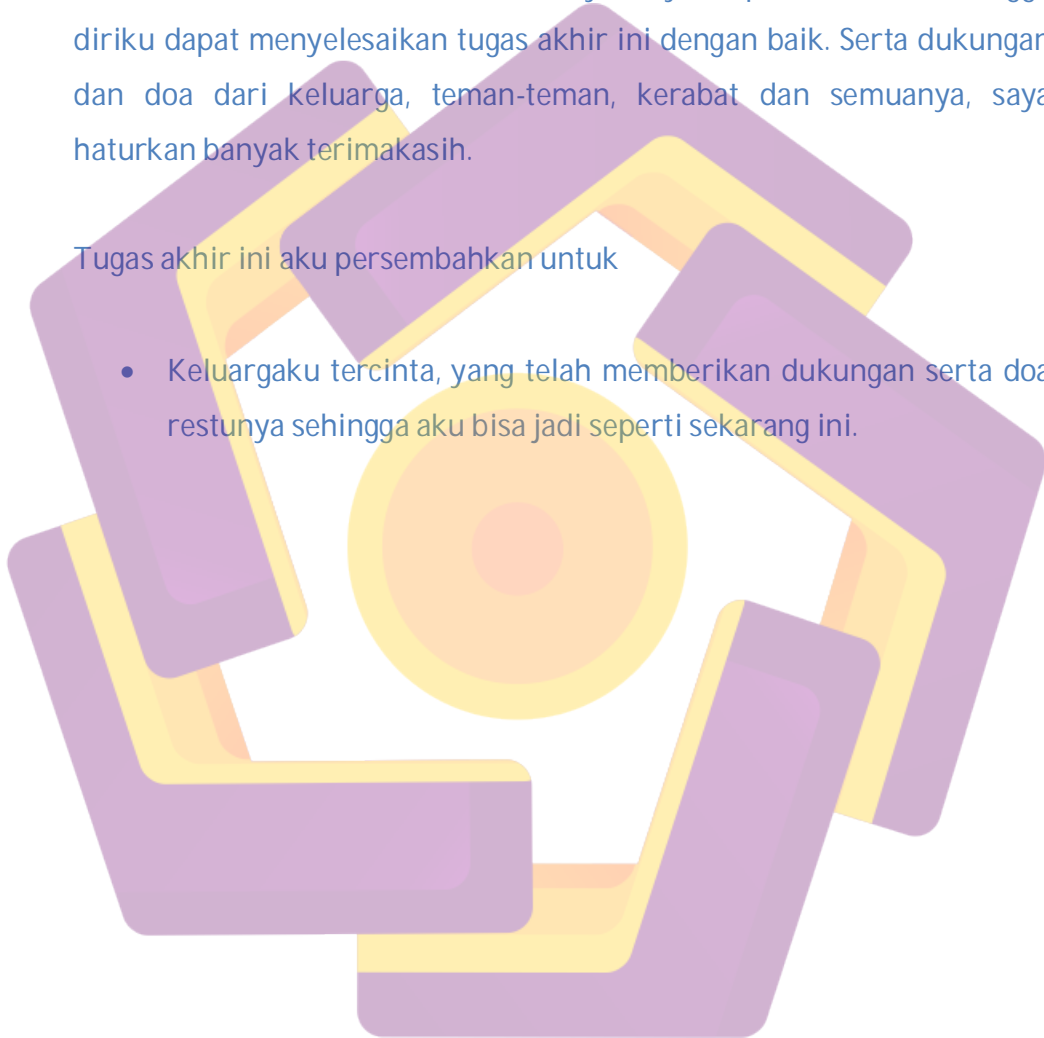 diriku dapat menyelesaikan tugas akhir ini dengan baik. Serta dukungan
dan doa dari keluarga, teman-teman, kerabat dan semuanya, saya
haturkan banyak terimakasih.
Tugas akhir ini aku persembahkan untuk
• Keluargaku tercinta, yang telah memberikan dukungan serta doa
restunya sehingga aku bisa jadi seperti sekarang ini.